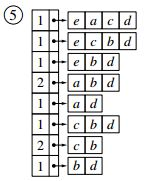 ⑤
1 e a c d
1 e c b d
1 e b d
2 a b d
1 a d
1 c b d
2 c b
1 b d